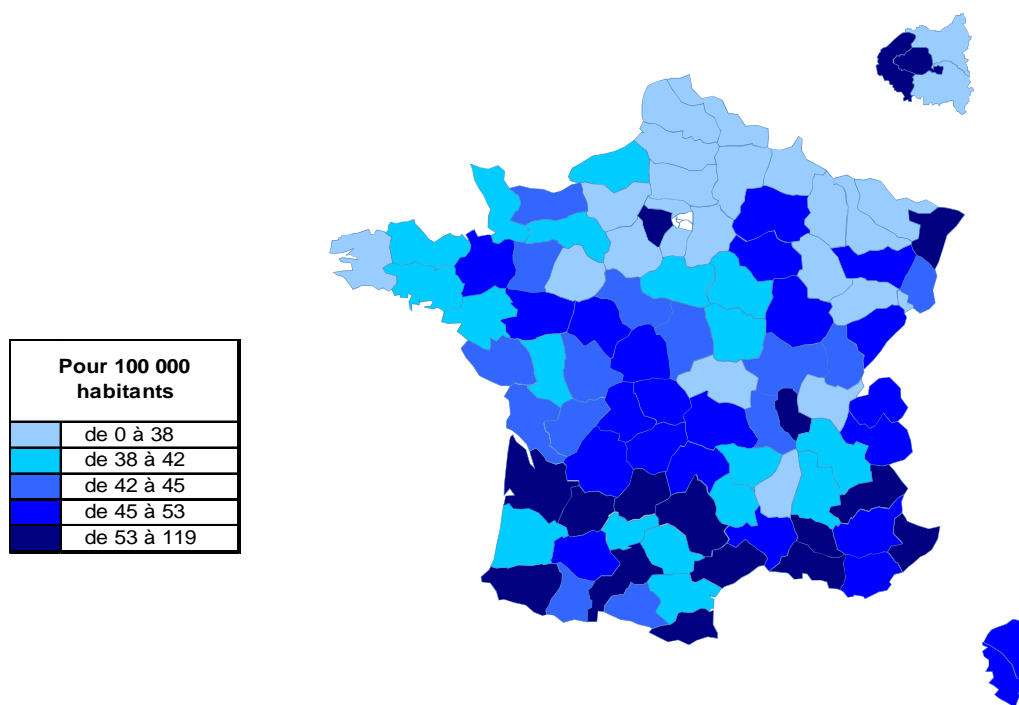 Pour 100 000
habitants
de 0 à 38
de 38 à 42
de 42 à 45
de 45 à 53
de 53 à 119